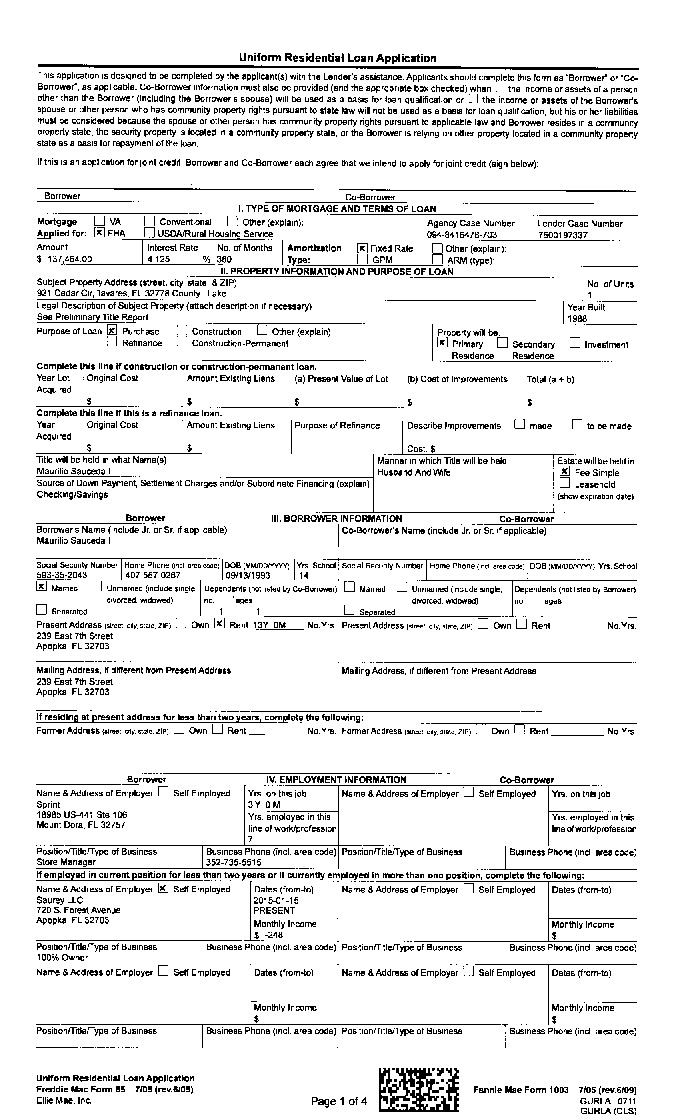 Uniform Residential Loan Application
This application is designed to be completed by the applicant(s) with the Lender's assistance. Applicants should complete this form as "Borrower" or "Co-
Borrower", as applicable. Co-Borrower information must also be provided (and the appropriate box checked) when the income or assets of a person
other than the Borrower (including the Borrower's spouse) will be used as a basis for loan qualification or the income or assets of the Borrower's
spouse or other person who has community property rights pursuant to state law will not be used as a basis for loan qualification, but his or her liabilities
must be considered because the spouse or other person has community property rights pursuant to applicable law and Borrower resides in a community
property state, the security property is located in a community property state, or the Borrower is relying on other property located in a community property
state as a basis for repayment of the loan.
If this is an application for joint credit, Borrower and Co-Borrower each agree that we intend to apply for joint credit (sign below):
Borrower Co-Borrower
I. TYPE OF MORTGAGE AND TERMS OF LOAN
Mortgage VA Conventional Other (explain): Agency Case Number Lender Case Number
Applied for: x FHA USDA/Rural Housing Service 7500197337
Amount Interest Rate No. of Months Amortization x Fixed Rate Other (explain):
$ 137,464.00 4.125 % 360 Type: GPM ARM (type):
II. PROPERTY INFORMATION AND PURPOSE OF LOAN
Subject Property Address (street, city, state, & ZIP) No. of Units
921 Cedar Cir, Tavares, FL 32778 County: Lake 1
Legal Description of Subject Property (attach description if necessary) Year Built
See Preliminary Title Report 1988
Purpose of Loan x Purchase Construction Other (explain) Property will be:
Refinance Construction-Permanent x Primary Secondary Investment
Residence Residence
Complete this line if construction or construction-permanent loan.
Year Lot Original Cost Amount Existing Liens (a) Present Value of Lot (b) Cost of Improvements Total (a + b)
Acquired
$ $ $ $ $
Complete this line if this is a refinance loan.
Year Original Cost Amount Existing Liens Purpose of Refinance Describe Improvements made to be made
Acquired
$ $ Cost: $
Title will be held in what Name(s) Manner in which Title will be held Estate will be held in
Maurilio Sauceda I Husband And Wife x Fee Simple
Source of Down Payment, Settlement Charges and/or Subordinate Financing (explain) Leasehold
Checking/Savings (show expiration date)
Borrower III. BORROWER INFORMATION Co-Borrower
Borrower's Name (include Jr. or Sr. if applicable) Co-Borrower's Name (include Jr. or Sr. if applicable)
Maurilio Sauceda I
Social Security Number Home Phone (incl. area code) DOB (MM/DD/YYYY) Yrs. School Social Security Number Home Phone (incl. area code) DOB (MM/DD/YYYY) Yrs. School
593-35-2043 407 567 0267 09/13/1993 14
x Married Unmarried (include single, Dependents (not listed by Co-Borrower) Married Unmarried (include single, Dependents (not listed by Borrower)
divorced, widowed) no. ages divorced, widowed) no. ages
Separated 1 1 Separated
Present Address (street, city, state, ZIP) Own x Rent 13Y 0M No.Yrs. Present Address (street, city, state, ZIP) Own Rent No.Yrs.
239 East 7th Street
Apopka, FL 32703
Mailing Address, if different from Present Address Mailing Address, if different from Present Address
239 East 7th Street
Apopka, FL 32703
If residing at present address for less than two years, complete the following:
Former Address (street, city, state, ZIP) Own Rent No.Yrs. Former Address (street, city, state, ZIP) Own Rent No.Yrs
Borrower IV. EMPLOYMENT INFORMATION Co-Borrower
Name & Address of Employer Self Employed Yrs. on this job Name & Address of Employer Self Employed Yrs. on this job
Sprint 3 Y 0 M
18985 US-441 Ste 106 Yrs. employed in this Yrs. employed in this
Mount Dora, FL 32757 line of work/profession line of work/profession
7
Position/Title/Type of Business Business Phone (incl. area code) Position/Title/Type of Business Business Phone (incl. area code)
Store Manager 352-735-5515
If employed in current position for less than two years or if currently employed in more than one position, complete the following:
Name & Address of Employer x Self Employed Dates (from-to) Name & Address of Employer Self Employed Dates (from-to)
Saurey LLC 2015-01-15
720 S. Forest Avenue PRESENT
Apopka, FL 32703 Monthly Income Monthly Income
$ -248 $
Position/Title/Type of Business Business Phone (incl. area code) Position/Title/Type of Business Business Phone (incl. area code)
100% Owner
Name & Address of Employer Self Employed Dates (from-to) Name & Address of Employer Self Employed Dates (from-to)
Monthly Income Monthly Income
$ $
Position/Title/Type of Business Business Phone (incl. area code) Position/Title/Type of Business Business Phone (incl. area code)
Uniform Residential Loan Application
Freddie Mac Form 65 7/05 (rev.6/09) Fannie Mae Form 1003 7/05 (rev.6/09)
Ellie Mae, Inc. Page 1 of 4 GURLA 0711
GURLA (CLS)